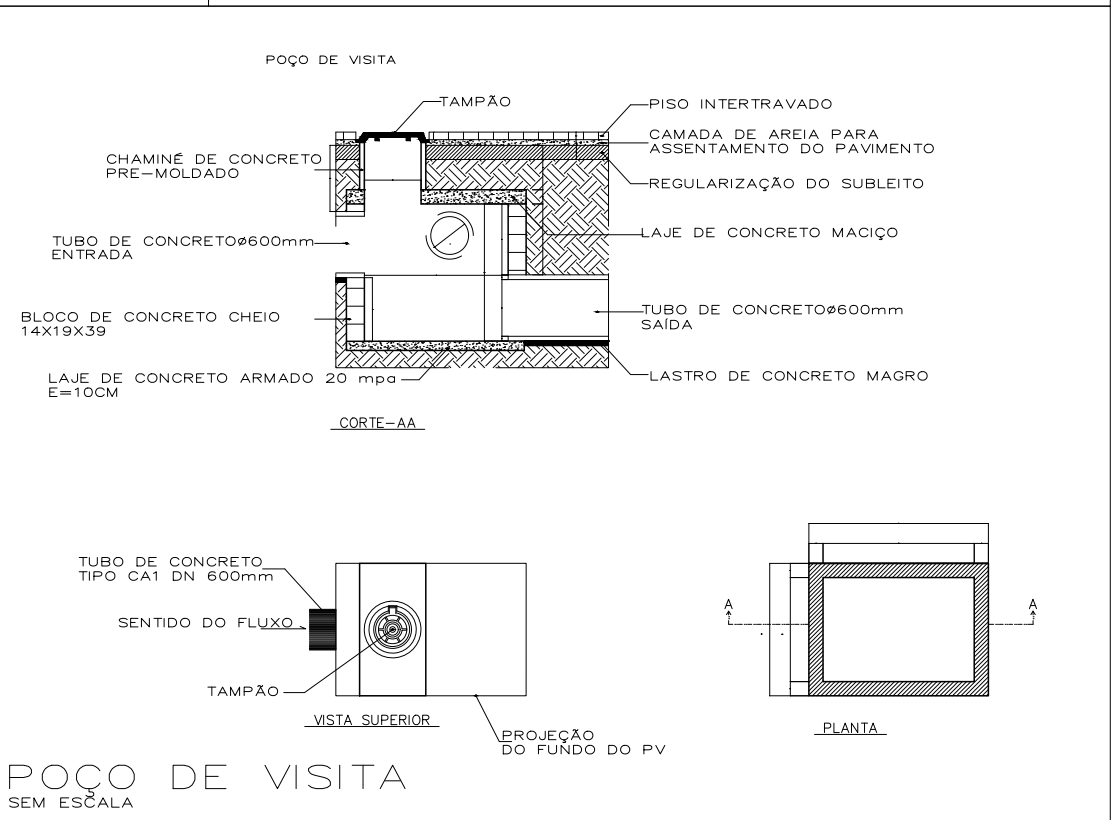 POÇO DE VISITA
TAMPÃO
PISO INTERTRAVADO
CAMADA DE AREIA PARA
ASSENTAMENTO DO PAVIMENTO
CHAMINÉ DE CONCRETO
PRE-MOLDADO
REGULARIZAÇÃO DO SUBLEITO
TUBO DE CONCRETOø600mm
ENTRADA
LAJE DE CONCRETO MACIÇO
BLOCO DE CONCRETO CHEIO
14X19X39
TUBO DE CONCRETOø600mm
SAÍDA
LAJE DE CONCRETO ARMADO 20 mpa
E=10CM
LASTRO DE CONCRETO MAGRO
CORTE-AA
TUBO DE CONCRETO
TIPO CA1 DN 600mm
SENTIDO DO FLUXO
TAMPÃO
VISTA SUPERIOR
PROJEÇÃO
DO FUNDO DO PV
A
A
PLANTA
POÇO DE VISITA
SEM ESCALA